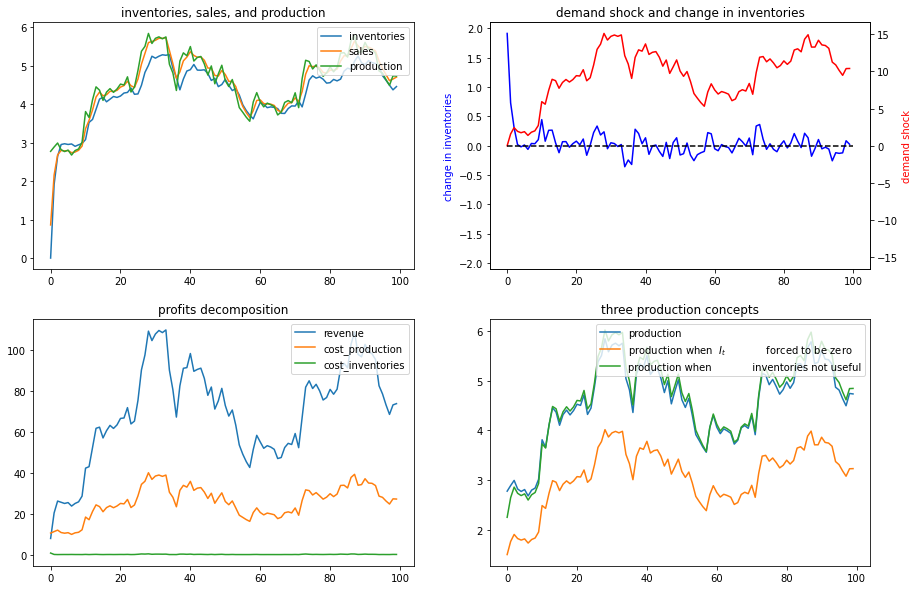 inventories, sales, and production
6
5
4
3
2
1
0
0 20 40 60 80 100
inventories
sales
production
demand shock and change in inventories
change in inventories
2.0
1.5
1.0
0.5
0.0
−0.5
−1.0
−1.5
−2.0
0 20 40 60 80 100
15
10
5
0
−5
−10
−15
demand shock
profits decomposition
100
80
60
40
20
0
0 20 40 60 80 100
revenue
cost_production
cost_inventories
three production concepts
6
5
4
3
2
0 20 40 60 80 100
production
production when I_t forced to be zero
production when inventories not useful